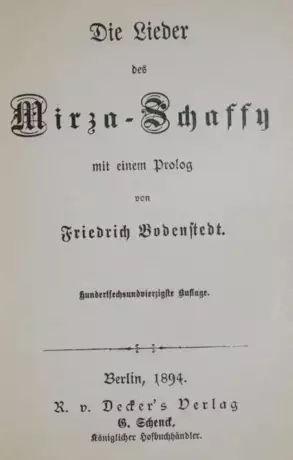 Die Lieder
des
Mirza-Schaffy
mit einem Prolog
von
Friedrich Bodenstedt.
Hundertsechsundvierzigste Auflage.
Berlin, 1894.
R. v. Decker's Verlag
G. Schenck,
Königlicher Hofbuchhändler.